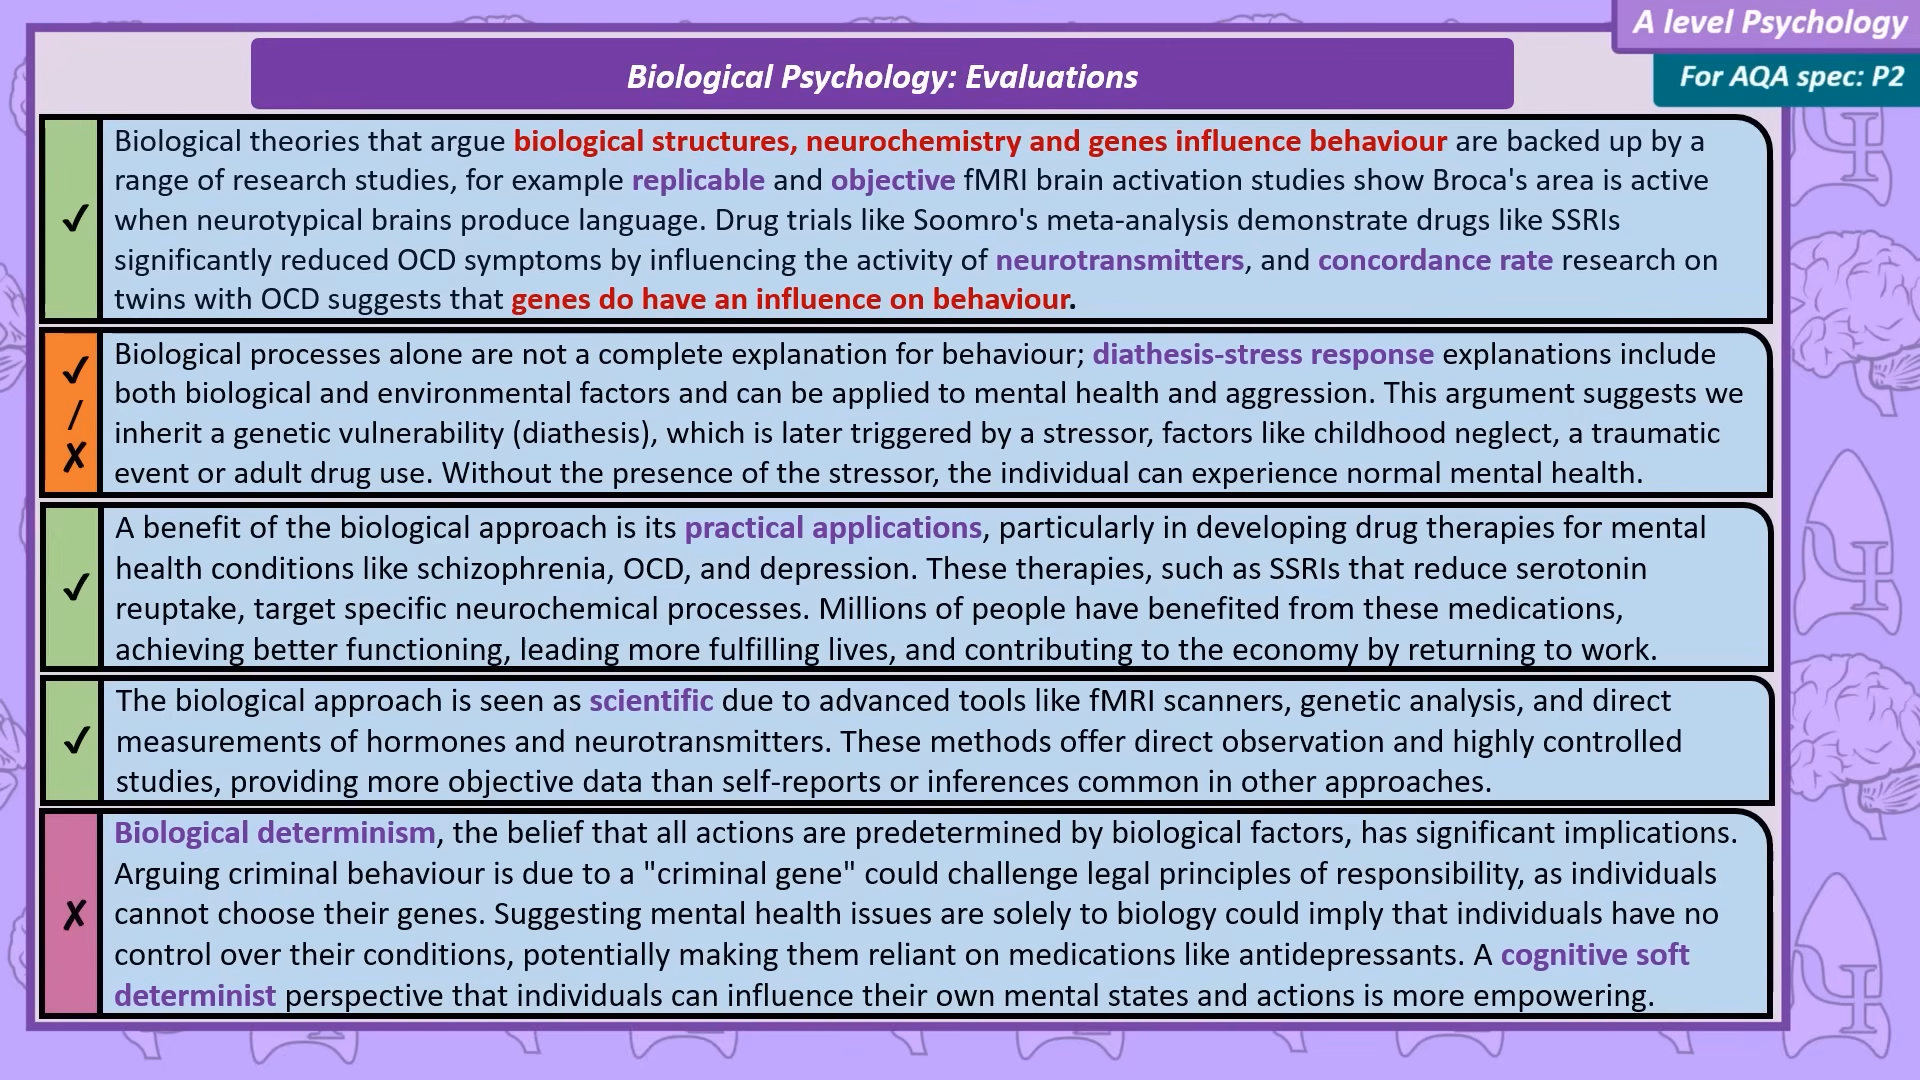 A level Psychology
For AQA spec: P2
Biological Psychology: Evaluations
✓
Biological theories that argue biological structures, neurochemistry and genes influence behaviour are backed up by a
range of research studies, for example replicable and objective fMRI brain activation studies show Broca's area is active
when neurotypical brains produce language. Drug trials like Soomro's meta-analysis demonstrate drugs like SSRIs
significantly reduced OCD symptoms by influencing the activity of neurotransmitters, and concordance rate research on
twins with OCD suggests that genes do have an influence on behaviour.
✓
/
✗
Biological processes alone are not a complete explanation for behaviour; diathesis-stress response explanations include
both biological and environmental factors and can be applied to mental health and aggression. This argument suggests we
inherit a genetic vulnerability (diathesis), which is later triggered by a stressor, factors like childhood neglect, a traumatic
event or adult drug use. Without the presence of the stressor, the individual can experience normal mental health.
✓
A benefit of the biological approach is its practical applications, particularly in developing drug therapies for mental
health conditions like schizophrenia, OCD, and depression. These therapies, such as SSRIs that reduce serotonin
reuptake, target specific neurochemical processes. Millions of people have benefited from these medications,
achieving better functioning, leading more fulfilling lives, and contributing to the economy by returning to work.
✓
The biological approach is seen as scientific due to advanced tools like fMRI scanners, genetic analysis, and direct
measurements of hormones and neurotransmitters. These methods offer direct observation and highly controlled
studies, providing more objective data than self-reports or inferences common in other approaches.
✗
Biological determinism, the belief that all actions are predetermined by biological factors, has significant implications.
Arguing criminal behaviour is due to a "criminal gene" could challenge legal principles of responsibility, as individuals
cannot choose their genes. Suggesting mental health issues are solely to biology could imply that individuals have no
control over their conditions, potentially making them reliant on medications like antidepressants. A cognitive soft
determinist perspective that individuals can influence their own mental states and actions is more empowering.